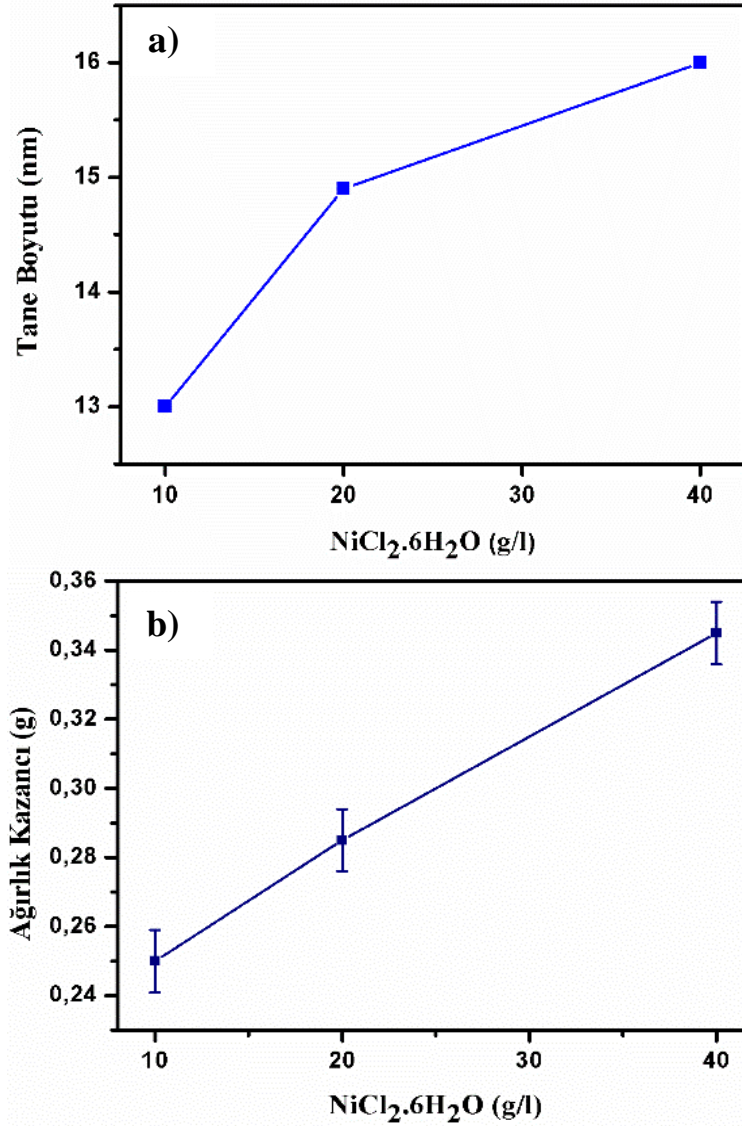 a)
16
15
14
13
Tane Boyutu (nm)
10 20 30 40
NiCl2.6H2O (g/l)
b)
0,36
0,34
0,32
0,30
0,28
0,26
0,24
Ağırlık Kazancı (g)
10 20 30 40
NiCl2.6H2O (g/l)